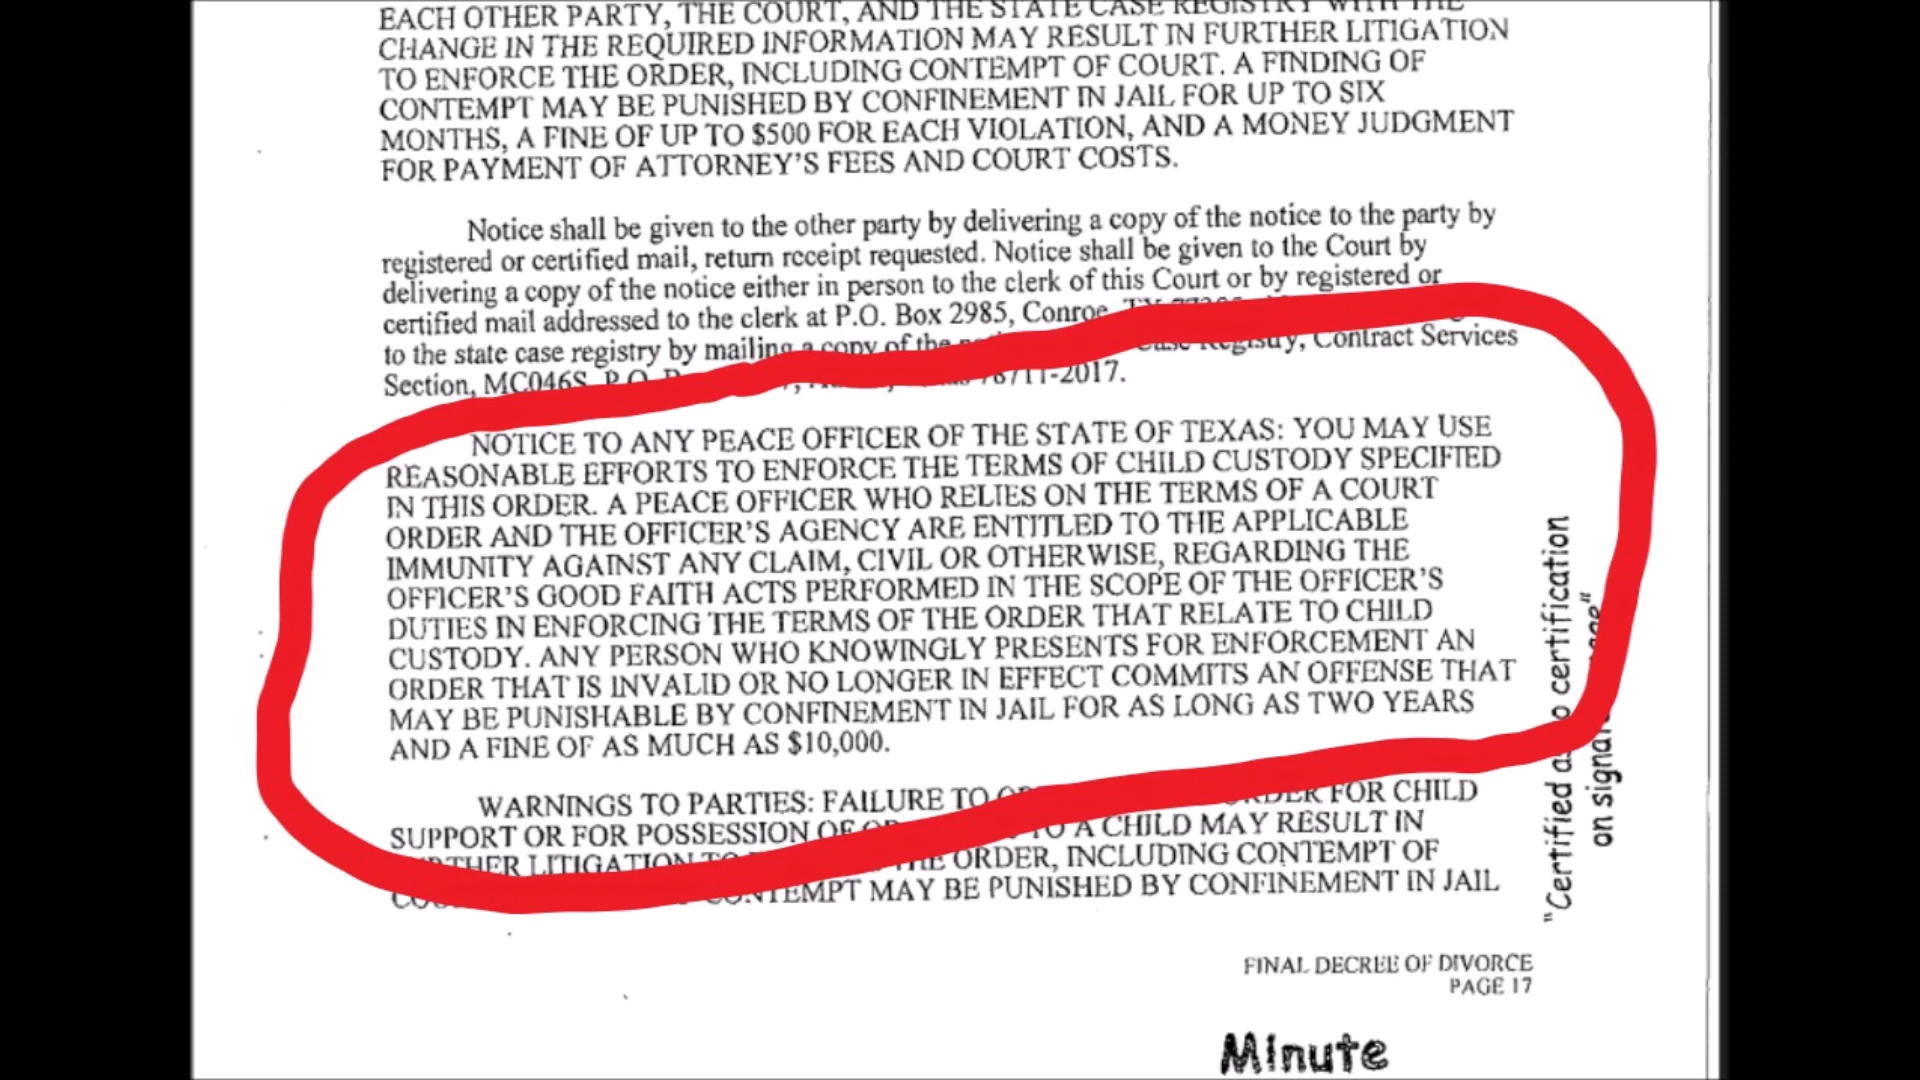 EACH OTHER PARTY, THE COURT, AND THE STATE CASE REGISTRY WITH THE
CHANGE IN THE REQUIRED INFORMATION MAY RESULT IN FURTHER LITIGATION
TO ENFORCE THE ORDER, INCLUDING CONTEMPT OF COURT. A FINDING OF
CONTEMPT MAY BE PUNISHED BY CONFINEMENT IN JAIL FOR UP TO SIX
MONTHS, A FINE OF UP TO $500 FOR EACH VIOLATION, AND A MONEY JUDGMENT
FOR PAYMENT OF ATTORNEY'S FEES AND COURT COSTS.
Notice shall be given to the other party by delivering a copy of the notice to the party by
registered or certified mail, return receipt requested. Notice shall be given to the Court by
delivering a copy of the notice either in person to the clerk of this Court or by registered or
certified mail addressed to the clerk at P.O. Box 2985, Conroe,
to the state case registry by mailing a copy of the Case Registry, Contract Services
Section, MC046S, P.O. 78711-2017.
NOTICE TO ANY PEACE OFFICER OF THE STATE OF TEXAS: YOU MAY USE
REASONABLE EFFORTS TO ENFORCE THE TERMS OF CHILD CUSTODY SPECIFIED
IN THIS ORDER. A PEACE OFFICER WHO RELIES ON THE TERMS OF A COURT
ORDER AND THE OFFICER'S AGENCY ARE ENTITLED TO THE APPLICABLE
IMMUNITY AGAINST ANY CLAIM, CIVIL OR OTHERWISE, REGARDING THE
OFFICER'S GOOD FAITH ACTS PERFORMED IN THE SCOPE OF THE OFFICER'S
DUTIES IN ENFORCING THE TERMS OF THE ORDER THAT RELATE TO CHILD
CUSTODY. ANY PERSON WHO KNOWINGLY PRESENTS FOR ENFORCEMENT AN
ORDER THAT IS INVALID OR NO LONGER IN EFFECT COMMITS AN OFFENSE THAT
MAY BE PUNISHABLE BY CONFINEMENT IN JAIL FOR AS LONG AS TWO YEARS
AND A FINE OF AS MUCH AS $10,000.
WARNINGS TO PARTIES: FAILURE TO ORDER FOR CHILD
SUPPORT OR FOR POSSESSION OF TO A CHILD MAY RESULT IN
FURTHER LITIGATION TO THE ORDER, INCLUDING CONTEMPT OF
CONTEMPT MAY BE PUNISHED BY CONFINEMENT IN JAIL
"Certified certification
on
FINAL DECREE OF DIVORCE
PAGE 17
Minute